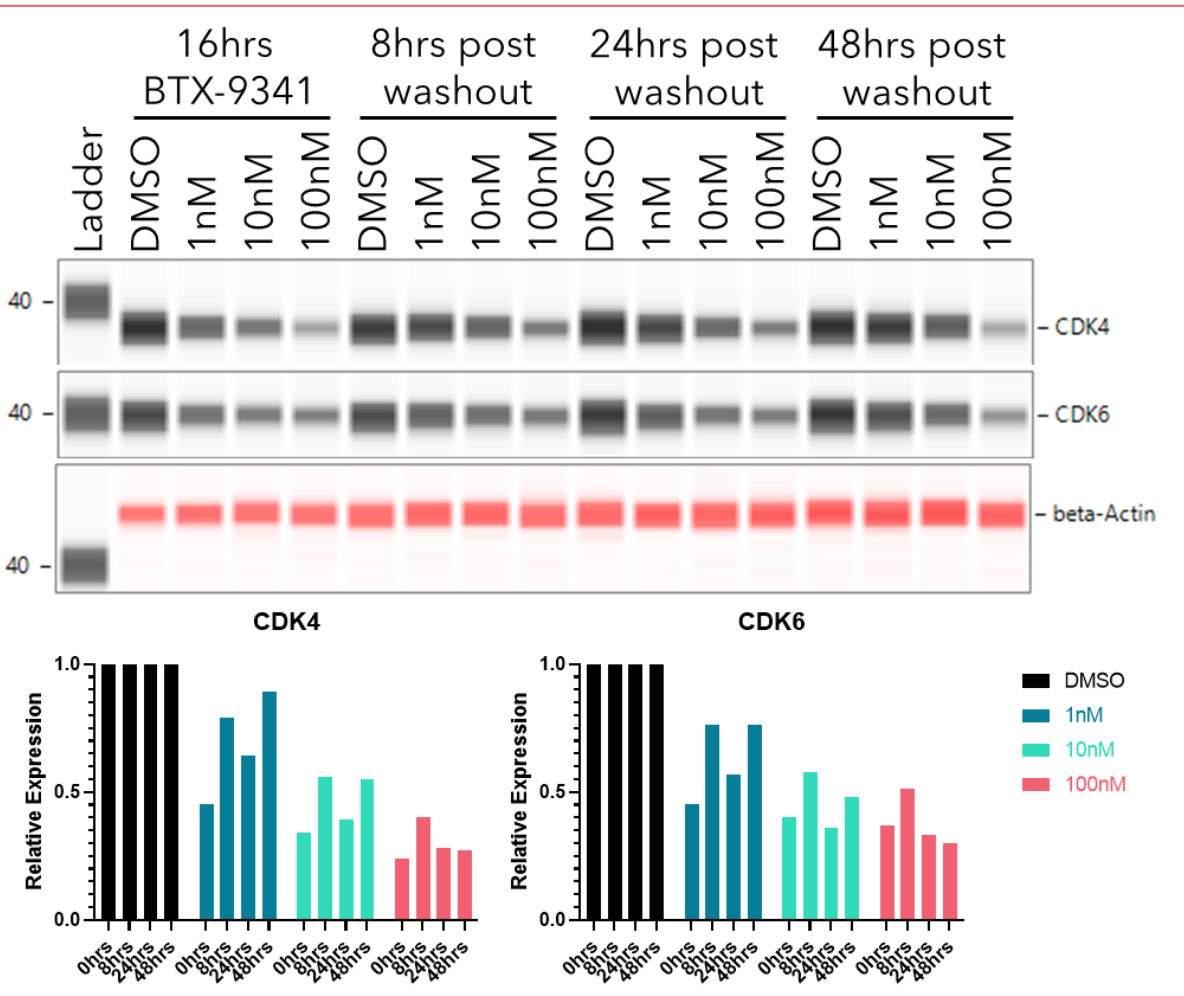 16hrs
BTX-9341
8hrs post
washout
24hrs post
washout
48hrs post
washout
Ladder
DMSO
1nM
10nM
100nM
DMSO
1nM
10nM
100nM
DMSO
1nM
10nM
100nM
DMSO
1nM
10nM
100nM
40
CDK4
40
CDK6
beta-Actin
40
CDK4
Relative Expression
1.0
0.5
0.0
0hrs
8hrs
24hrs
48hrs
0hrs
8hrs
24hrs
48hrs
0hrs
8hrs
24hrs
48hrs
0hrs
8hrs
24hrs
48hrs
CDK6
Relative Expression
1.0
0.5
0.0
0hrs
8hrs
24hrs
48hrs
0hrs
8hrs
24hrs
48hrs
0hrs
8hrs
24hrs
48hrs
0hrs
8hrs
24hrs
48hrs
DMSO
1nM
10nM
100nM